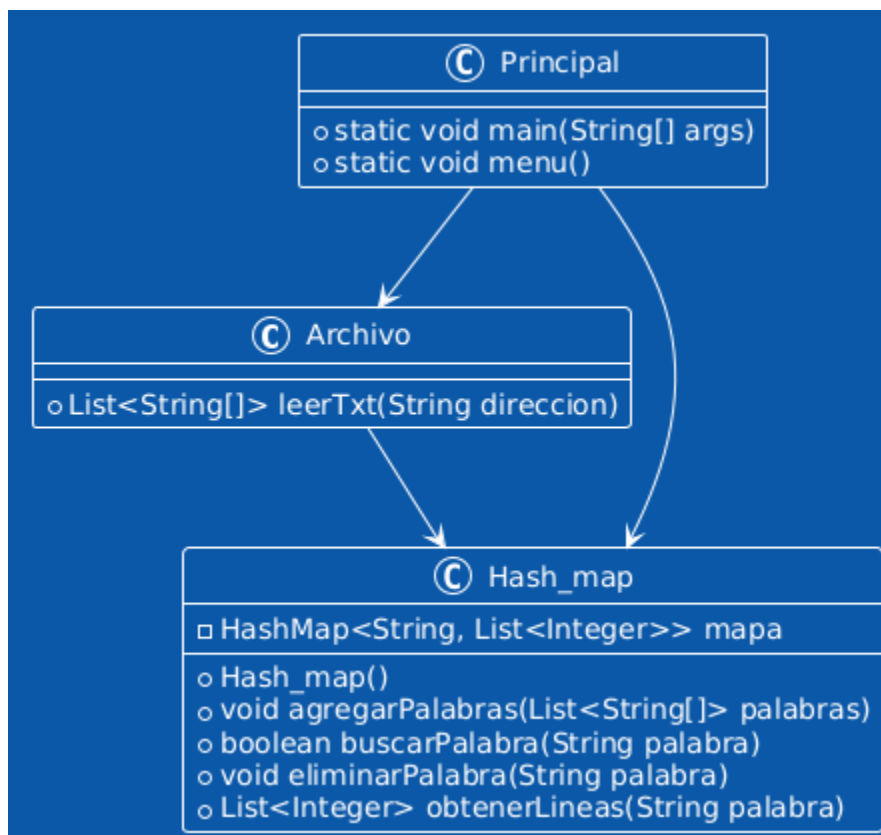 C Principal
static void main(String[] args)
static void menu()
C Archivo
List<String[]> leerTxt(String direccion)
C Hash_map
HashMap<String, List<Integer>> mapa
Hash_map()
void agregarPalabras(List<String[]> palabras)
boolean buscarPalabra(String palabra)
void eliminarPalabra(String palabra)
List<Integer> obtenerLineas(String palabra)